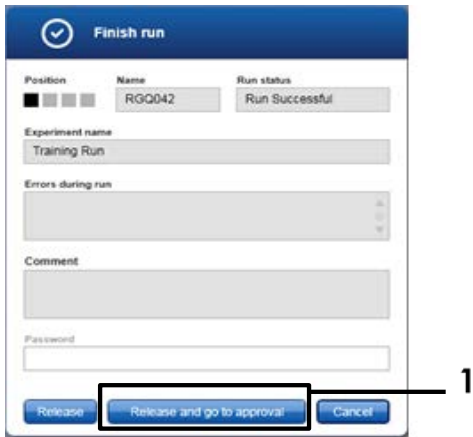 Finish run
Position Name Run status
RGQ042 Run Successful
Experiment name
Training Run
Errors during run
Comment
Password
Release Release and go to approval Cancel
1